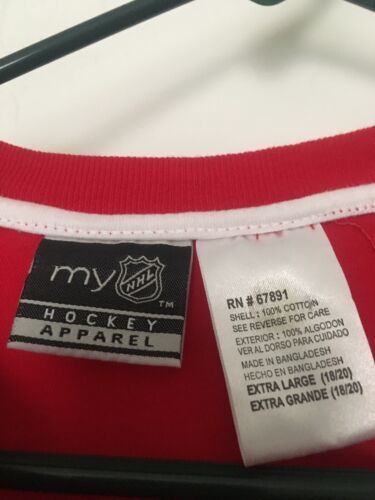 my NHL ™
HOCKEY
APPAREL
RN # 67891
SHELL : 100% COTTON
SEE REVERSE FOR CARE
EXTERIOR : 100% ALGODON
VER AL DORSO PARA CUIDADO
MADE IN BANGLADESH
HECHO EN BANGLADESH
EXTRA LARGE (18/20)
EXTRA GRANDE (18/20)